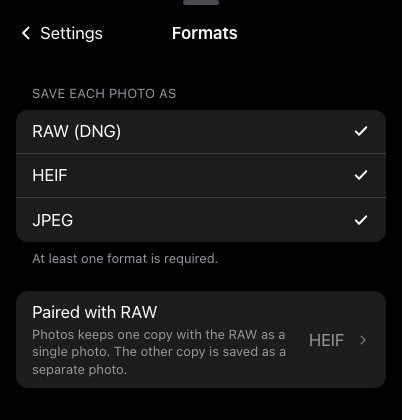 Settings
Formats
SAVE EACH PHOTO AS
RAW (DNG)
HEIF
JPEG
At least one format is required.
Paired with RAW
Photos keeps one copy with the RAW as a
single photo. The other copy is saved as a
separate photo.
HEIF